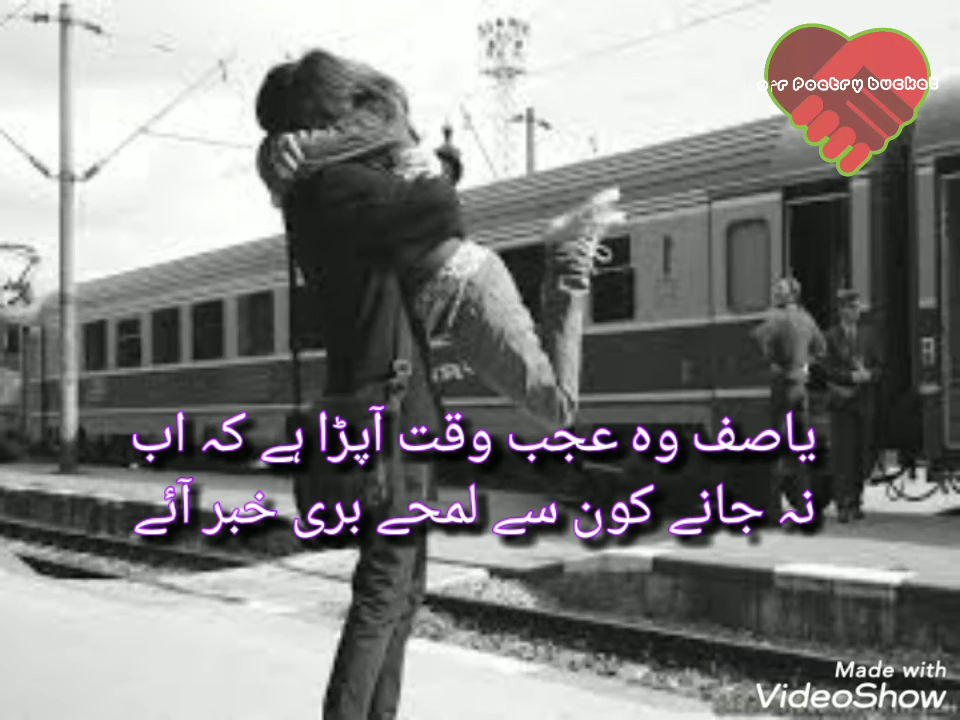 Poetry bucket
یاصف وہ عجب وقت آپڑا ہے کہ اب
نہ جانے کون سے لمحے بری خبر آئے
Made with
VideoShow